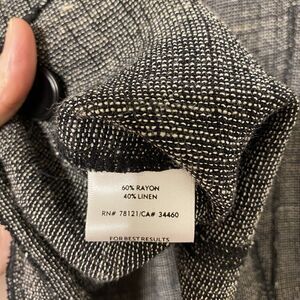 60% RAYON
40% LINEN
RN# 78121/CA# 34460
FOR BEST RESULTS